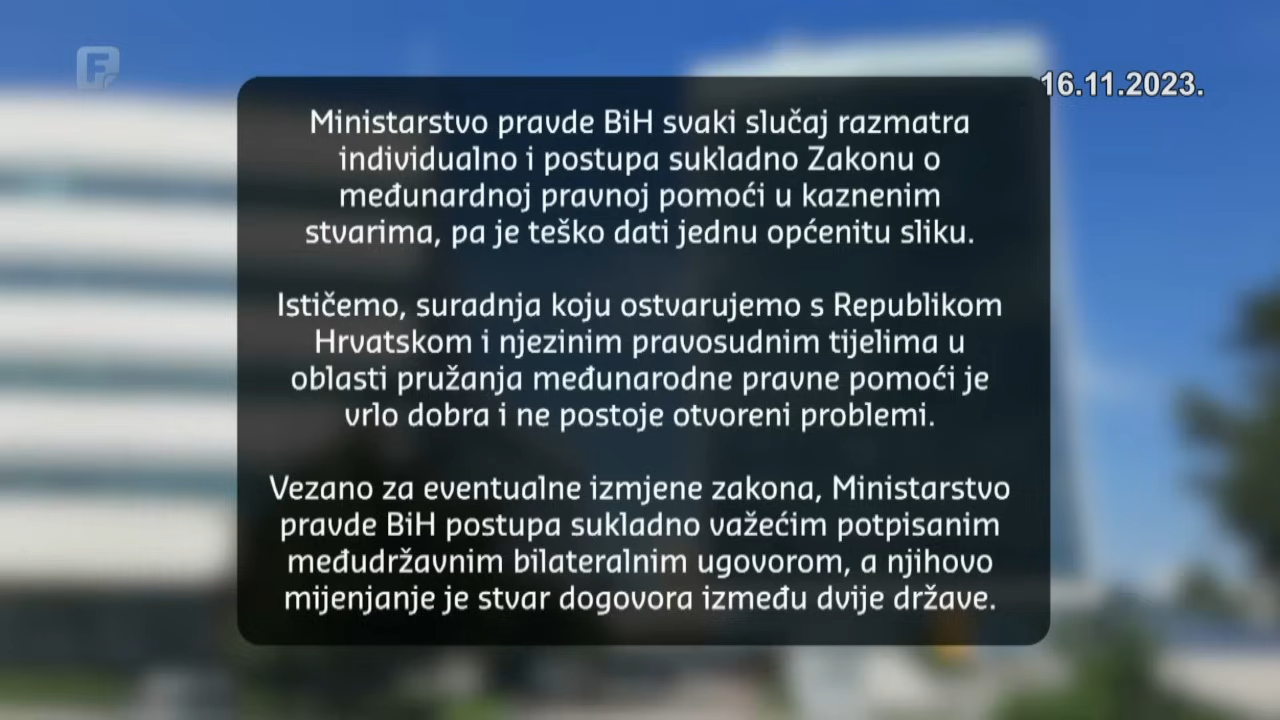 F
16.11.2023.
Ministarstvo pravde BiH svaki slučaj razmatra
individualno i postupa sukladno Zakonu o
međunardnoj pravnoj pomoći u kaznenim
stvarima, pa je teško dati jednu općenitu sliku.
Ističemo, suradnja koju ostvarujemo s Republikom
Hrvatskom i njezinim pravosudnim tijelima u
oblasti pružanja međunarodne pravne pomoći je
vrlo dobra i ne postoje otvoreni problemi.
Vezano za eventualne izmjene zakona, Ministarstvo
pravde BiH postupa sukladno važećim potpisanim
međudržavnim bilateralnim ugovorom, a njihovo
mijenjanje je stvar dogovora između dvije države.